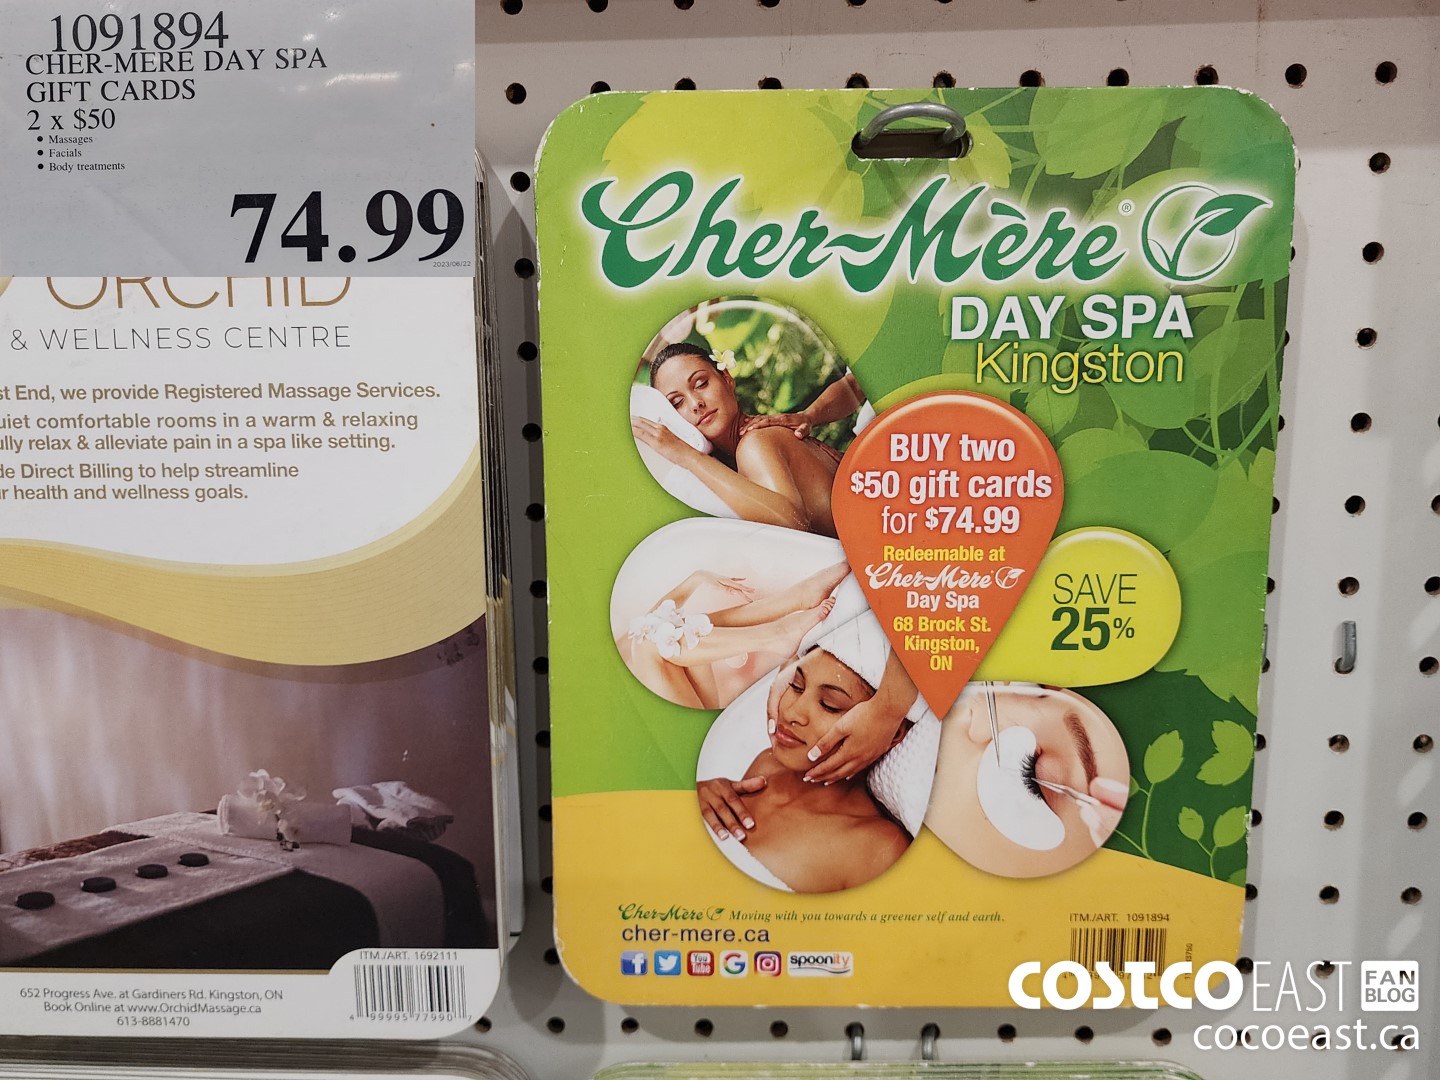 1091894
CHER-MERE DAY SPA
GIFT CARDS
2 x $50
• Massages
• Facials
• Body treatments
74.99
2023/06/22
ORCHID
& WELLNESS CENTRE
st End, we provide Registered Massage Services.
uiet comfortable rooms in a warm & relaxing
ully relax & alleviate pain in a spa like setting.
de Direct Billing to help streamline
r health and wellness goals.
ITM./ART. 1692111
652 Progress Ave. at Gardiners Rd. Kingston, ON
Book Online at www.OrchidMassage.ca
613-8881470
4 99995 77990 7
Cher-Mère®
DAY SPA
Kingston
BUY two
$50 gift cards
for $74.99
Redeemable at
Cher-Mère
Day Spa
68 Brock St.
Kingston,
ON
SAVE
25%
Cher-Mère Moving with you towards a greener self and earth.
cher-mere.ca
You
Tube
spoonity
ITM./ART. 1091894
COSTCO EAST FAN
BLOG
cocoeast.ca